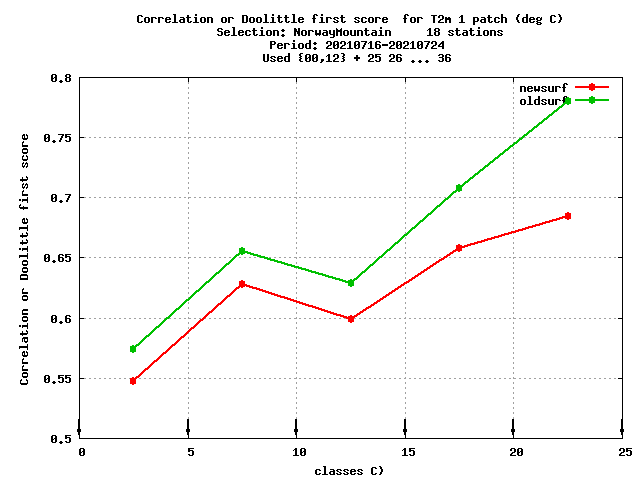 Correlation or Doolittle first score  for T2m 1 patch (deg C)
Selection: NorwayMountain     18 stations
Period: 20210716-20210724
Used {00,12} + 25 26 ... 36
newsurf
oldsurf
0.8
0.75
0.7
0.65
0.6
0.55
0.5
Correlation or Doolittle first score
0 5 10 15 20 25
classes C)